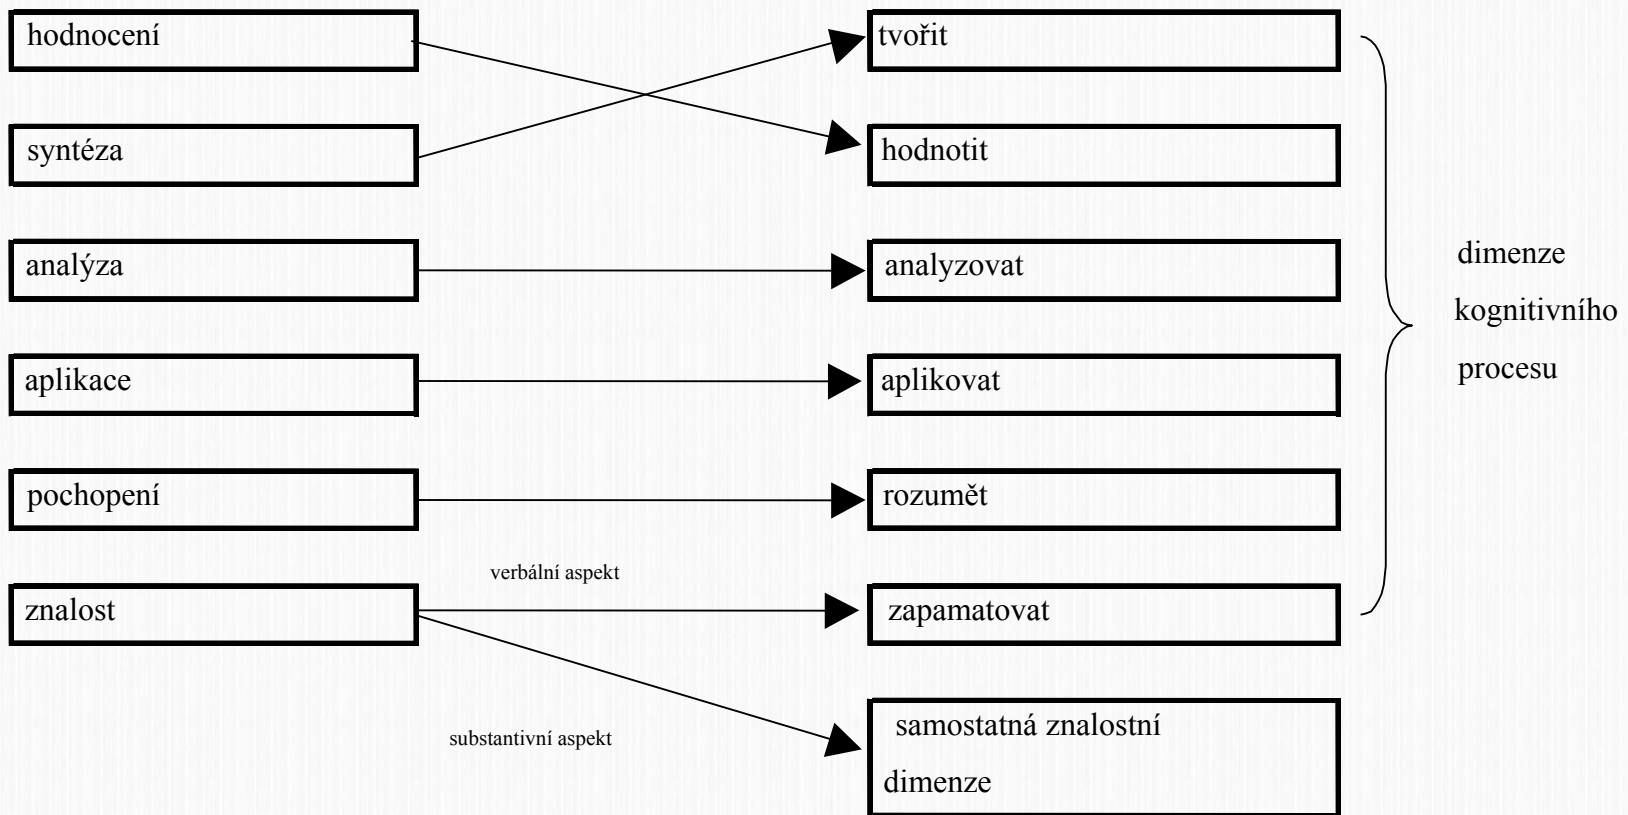 hodnocení
tvořit
syntéza
hodnotit
analýza
analyzovat
aplikace
aplikovat
pochopení
rozumět
verbální aspekt
znalost
zapamatovat
substantivní aspekt
samostatná znalostní
dimenze
dimenze
kognitivního
procesu